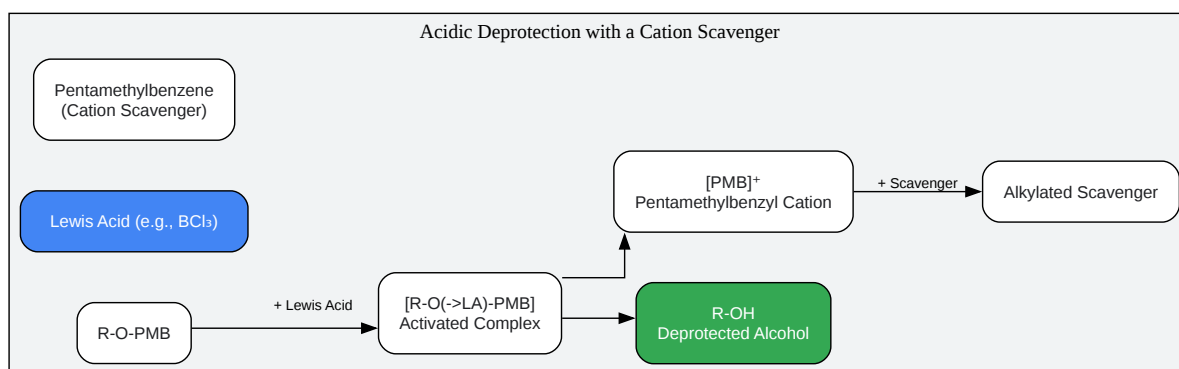 Acidic Deprotection with a Cation Scavenger
Pentamethylbenzene
(Cation Scavenger)
Lewis Acid (e.g., BCl₃)
R-O-PMB
+ Lewis Acid
[R-O(->LA)-PMB]
Activated Complex
[PMB]⁺
Pentamethylbenzyl Cation
+ Scavenger
Alkylated Scavenger
R-OH
Deprotected Alcohol